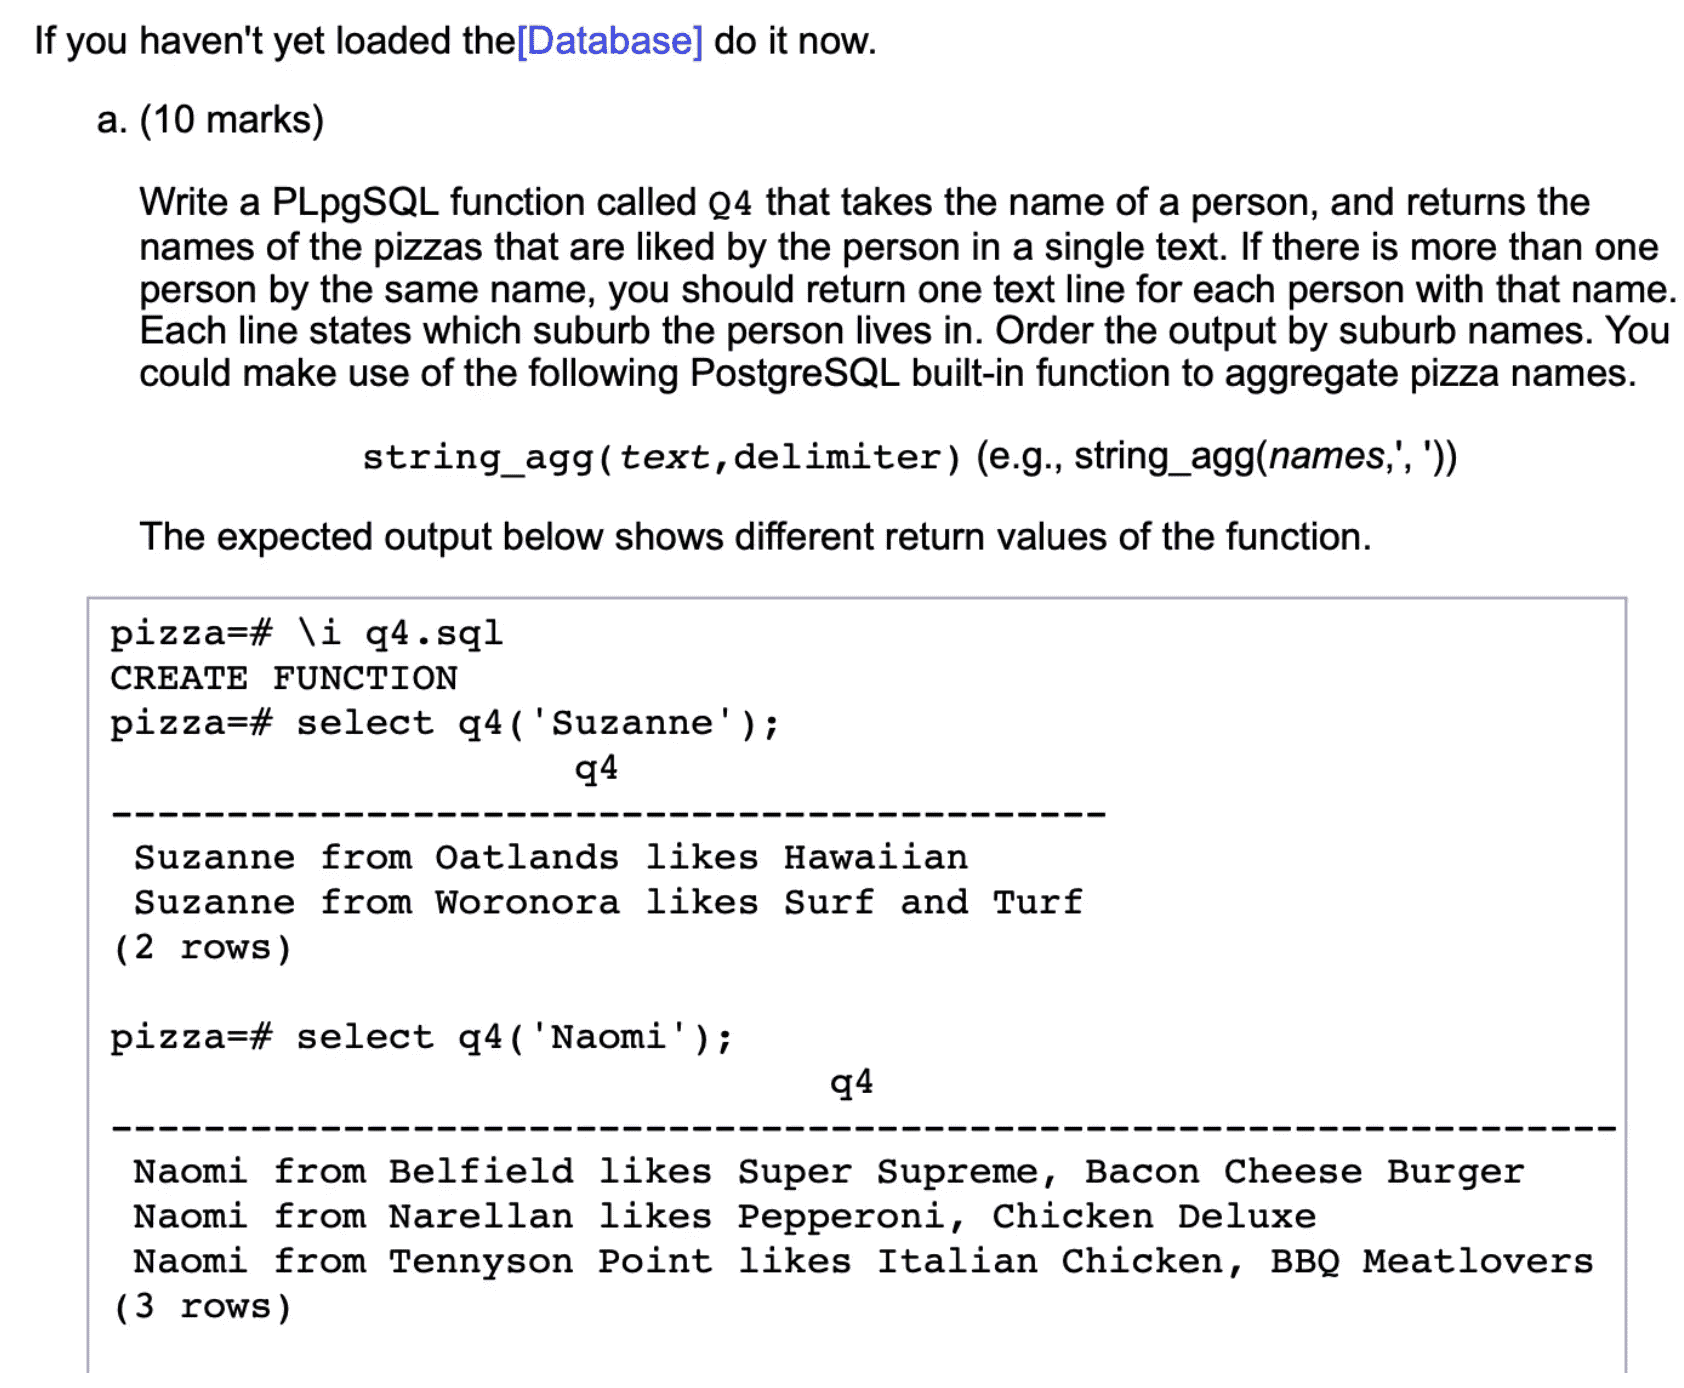 If you haven't yet loaded the[Database] do it now.
a. (10 marks)
Write a PLpgSQL function called Q4 that takes the name of a person, and returns the
names of the pizzas that are liked by the person in a single text. If there is more than one
person by the same name, you should return one text line for each person with that name.
Each line states which suburb the person lives in. Order the output by suburb names. You
could make use of the following PostgreSQL built-in function to aggregate pizza names.
string_agg(text,delimiter) (e.g., string_agg(names,', '))
The expected output below shows different return values of the function.
pizza=# \i q4.sql
CREATE FUNCTION
pizza=# select q4('Suzanne');
q4
-------------------------------------------
Suzanne from Oatlands likes Hawaiian
Suzanne from Woronora likes Surf and Turf
(2 rows)
pizza=# select q4('Naomi');
q4
-----------------------------------------------------------------
Naomi from Belfield likes Super Supreme, Bacon Cheese Burger
Naomi from Narellan likes Pepperoni, Chicken Deluxe
Naomi from Tennyson Point likes Italian Chicken, BBQ Meatlovers
(3 rows)